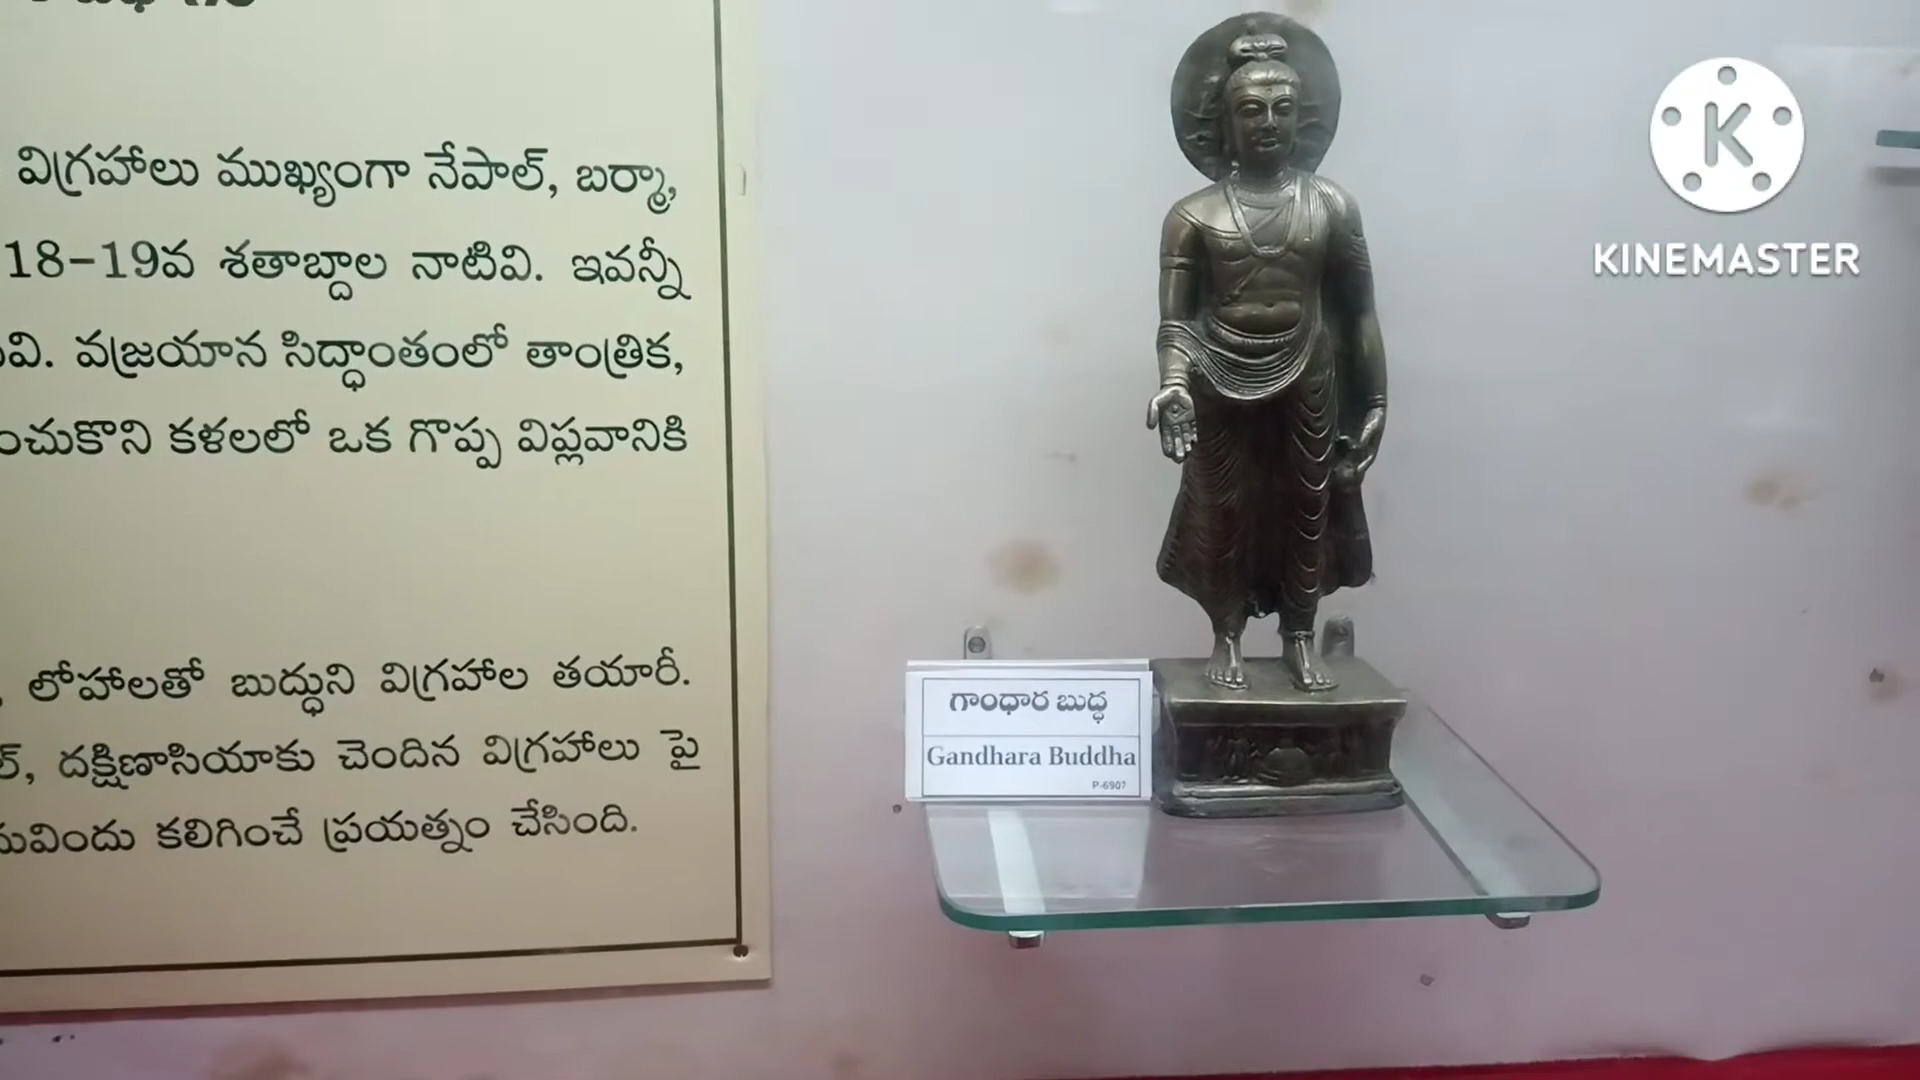 విగ్రహాలు ముఖ్యంగా నేపాల్, బర్మా,
18-19వ శతాబ్దాల నాటివి. ఇవన్నీ
వజ్రయాన సిద్ధాంతంలో తాంత్రిక,
కళలలో ఒక గొప్ప విప్లవానికి
లోహాలతో బుద్ధుని విగ్రహాల తయారీ.
దక్షిణాసియాకు చెందిన విగ్రహాలు పై
కలిగించే ప్రయత్నం చేసింది.
గాంధార బుద్ధ
Gandhara Buddha
P-6907
K
KINEMASTER